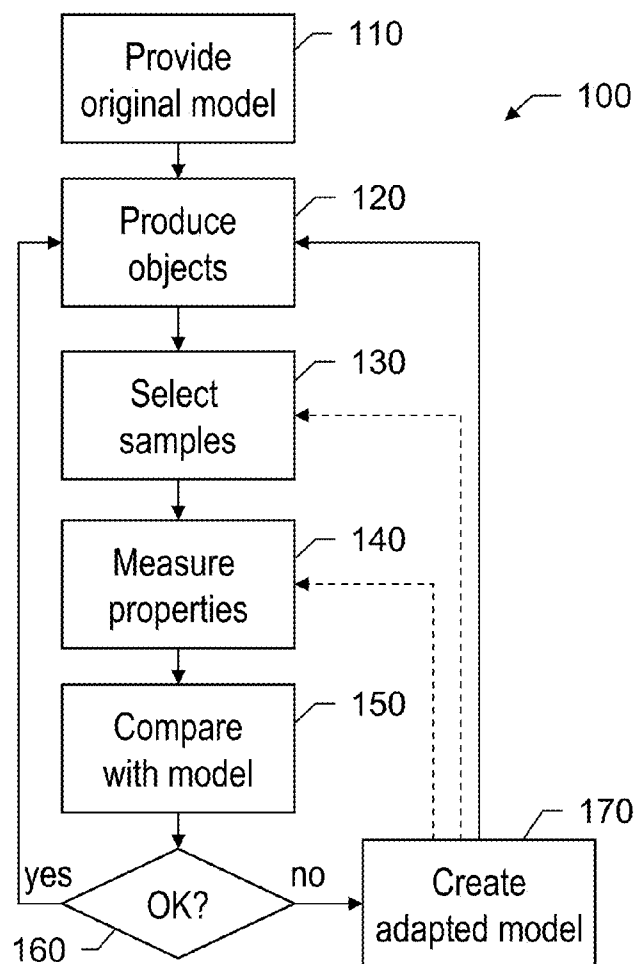 110
Provide
original model
100
120
Produce
objects
130
Select
samples
140
Measure
properties
150
Compare
with model
170
yes
OK?
no
160
Create
adapted model